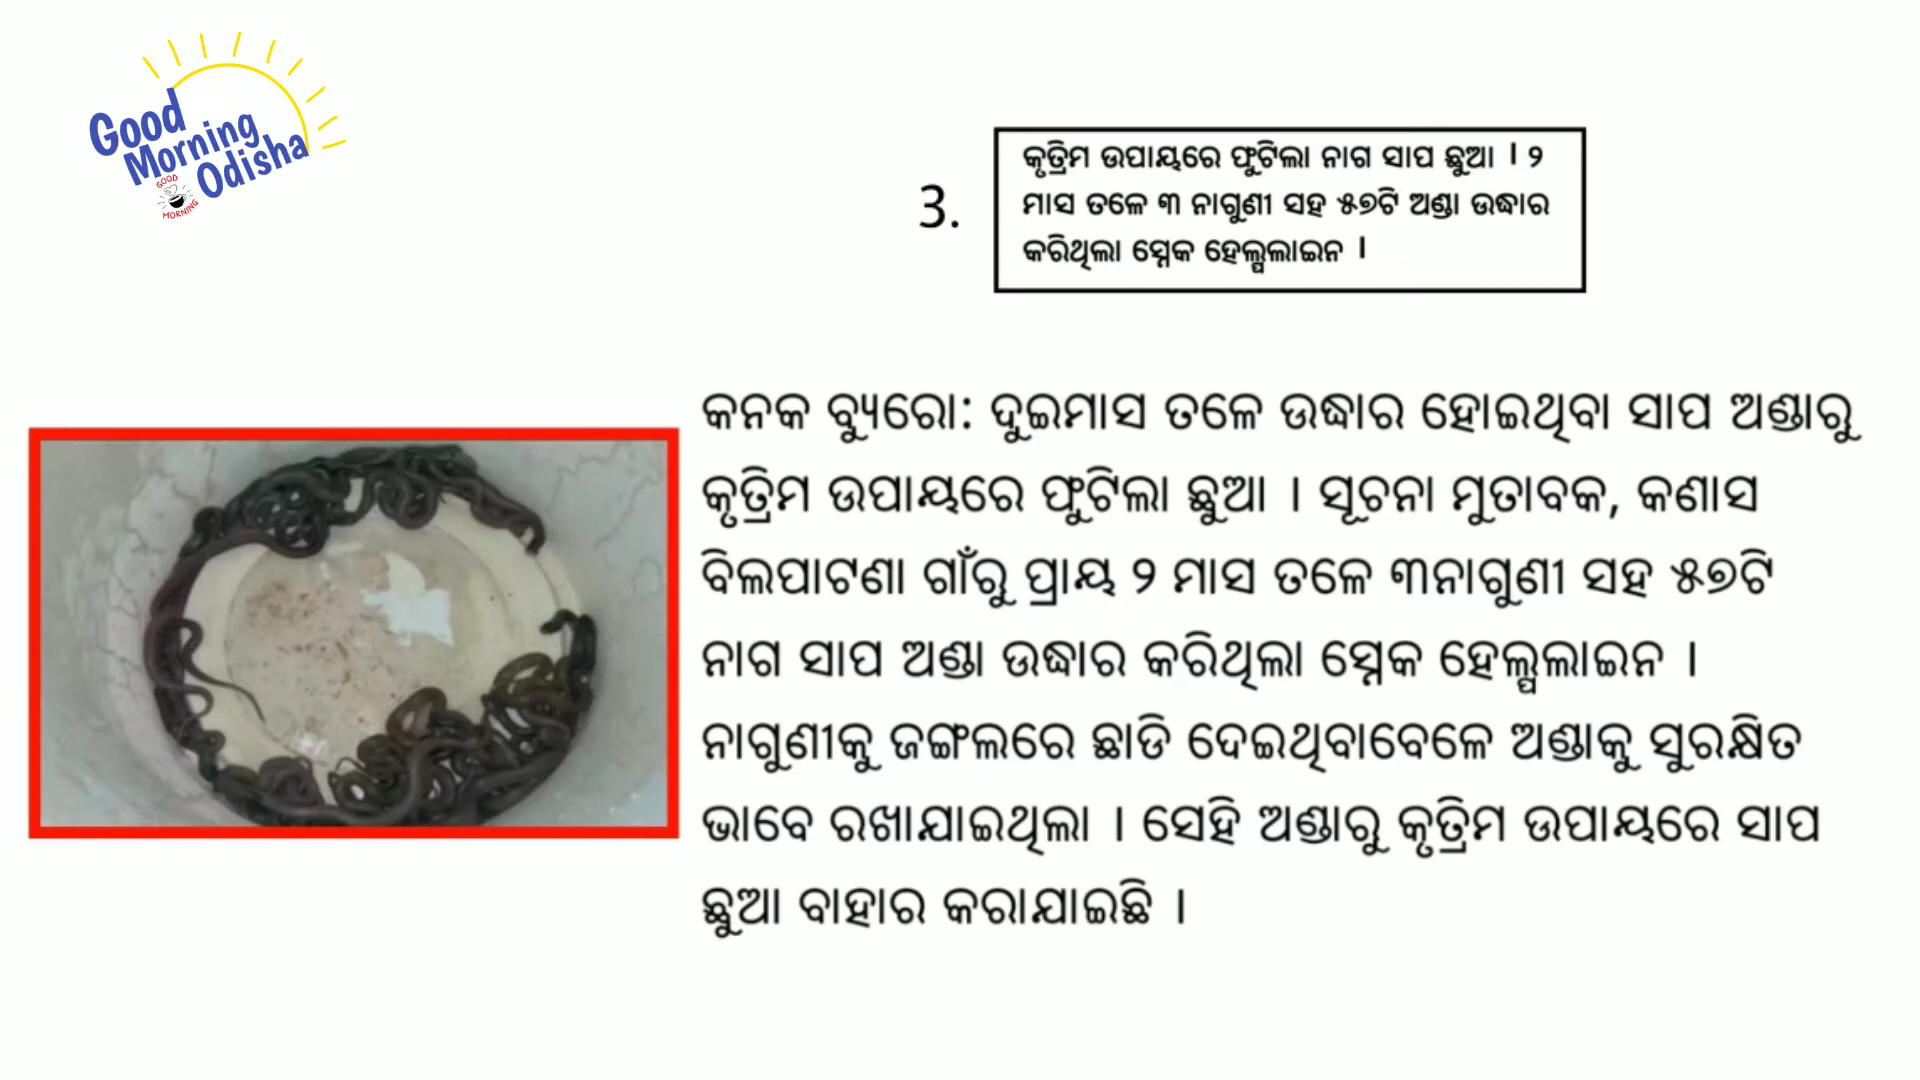 Good
Morning
Odisha
GOOD
MORNING
3.
କୃତ୍ରିମ ଉପାୟରେ ଫୁଟିଲା ନାଗ ସାପ ଛୁଆ । ୨
ମାସ ତଳେ ୩ ନାଗୁଣୀ ସହ ୫୭ଟି ଅଣ୍ଡା ଉଦ୍ଧାର
କରିଥିଲା ସ୍ନେକ ହେଲ୍ପଲାଇନ ।
କନକ ବ୍ୟୁରୋ: ଦୁଇମାସ ତଳେ ଉଦ୍ଧାର ହୋଇଥିବା ସାପ ଅଣ୍ଡାରୁ
କୃତ୍ରିମ ଉପାୟରେ ଫୁଟିଲା ଛୁଆ । ସୂଚନା ମୁତାବକ, କଣାସ
ବିଲପାଟଣା ଗାଁରୁ ପ୍ରାୟ ୨ ମାସ ତଳେ ୩ନାଗୁଣୀ ସହ ୫୭ଟି
ନାଗ ସାପ ଅଣ୍ଡା ଉଦ୍ଧାର କରିଥିଲା ସ୍ନେକ ହେଲ୍ପଲାଇନ ।
ନାଗୁଣୀକୁ ଜଙ୍ଗଲରେ ଛାଡି ଦେଇଥିବାବେଳେ ଅଣ୍ଡାକୁ ସୁରକ୍ଷିତ
ଭାବେ ରଖାଯାଇଥିଲା । ସେହି ଅଣ୍ଡାରୁ କୃତ୍ରିମ ଉପାୟରେ ସାପ
ଛୁଆ ବାହାର କରାଯାଇଛି ।